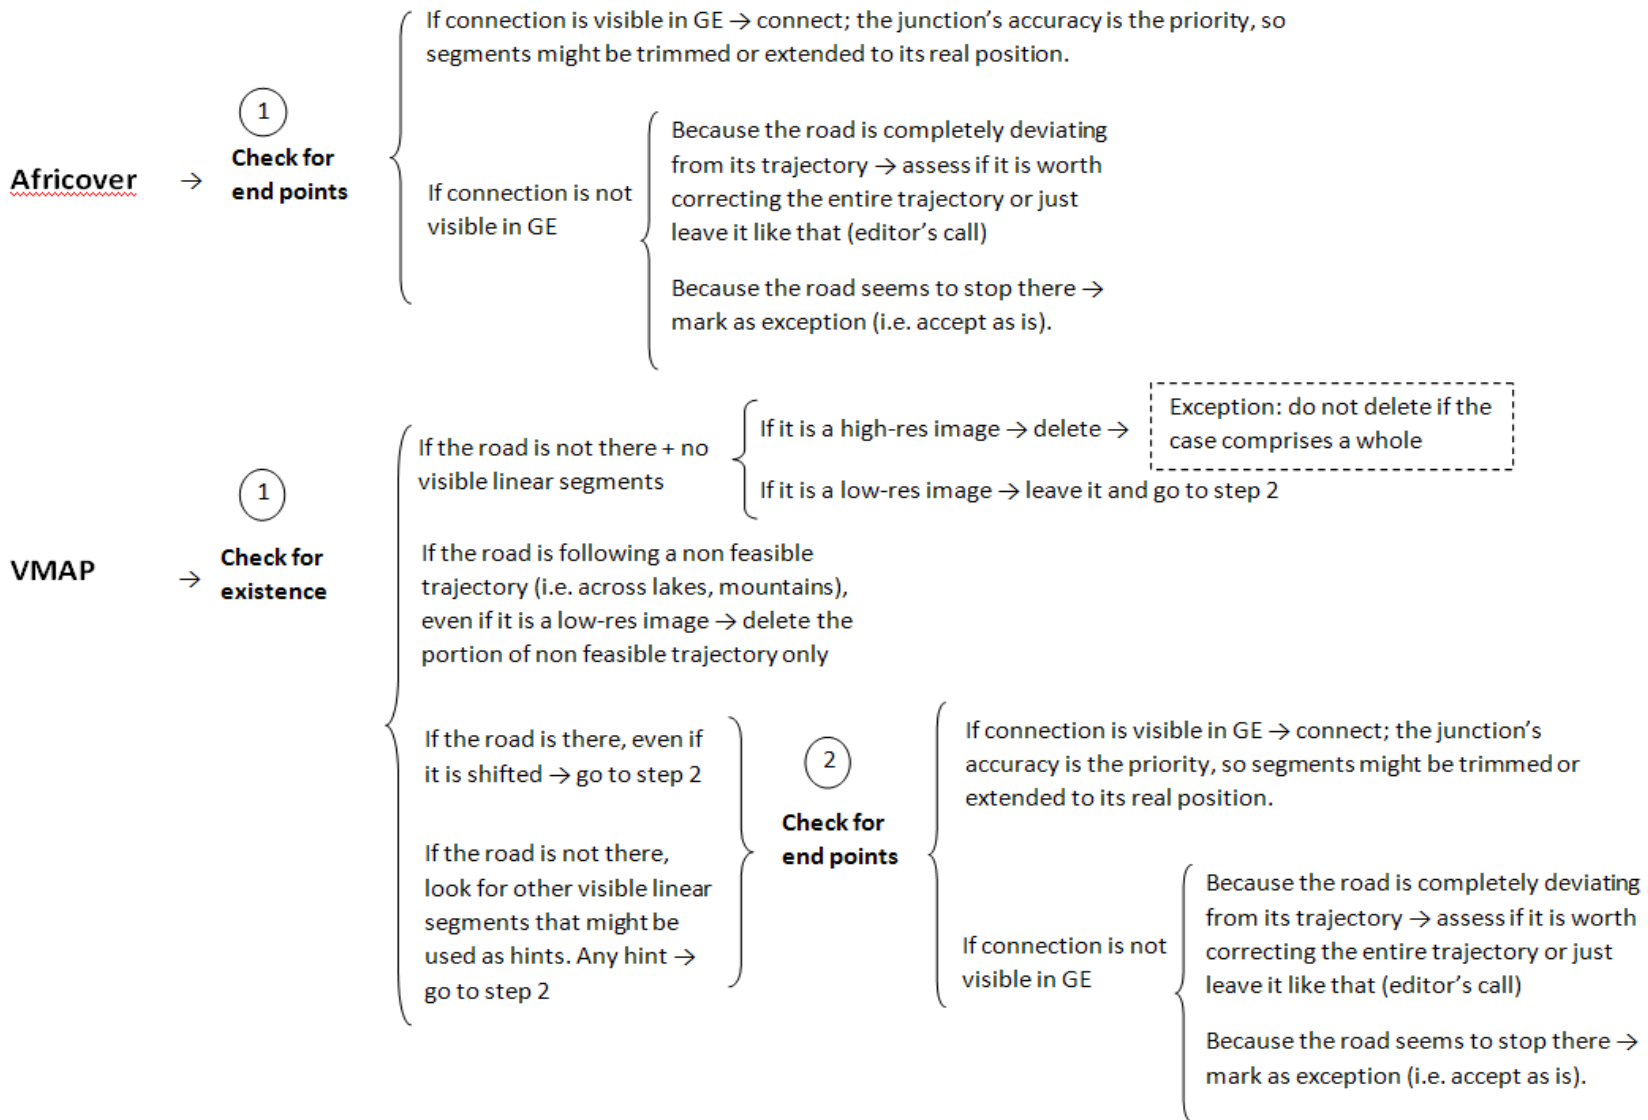 Africover
→
1
Check for
end points
If connection is visible in GE → connect; the junction’s accuracy is the priority, so
segments might be trimmed or extended to its real position.
If connection is not
visible in GE
Because the road is completely deviating
from its trajectory → assess if it is worth
correcting the entire trajectory or just
leave it like that (editor’s call)
Because the road seems to stop there →
mark as exception (i.e. accept as is).
VMAP
→
1
Check for
existence
If the road is not there + no
visible linear segments
If it is a high-res image → delete →
Exception: do not delete if the
case comprises a whole
If it is a low-res image → leave it and go to step 2
If the road is following a non feasible
trajectory (i.e. across lakes, mountains),
even if it is a low-res image → delete the
portion of non feasible trajectory only
If the road is there, even if
it is shifted → go to step 2
If the road is not there,
look for other visible linear
segments that might be
used as hints. Any hint →
go to step 2
2
Check for
end points
If connection is visible in GE → connect; the junction’s
accuracy is the priority, so segments might be trimmed or
extended to its real position.
If connection is not
visible in GE
Because the road is completely deviating
from its trajectory → assess if it is worth
correcting the entire trajectory or just
leave it like that (editor’s call)
Because the road seems to stop there →
mark as exception (i.e. accept as is).